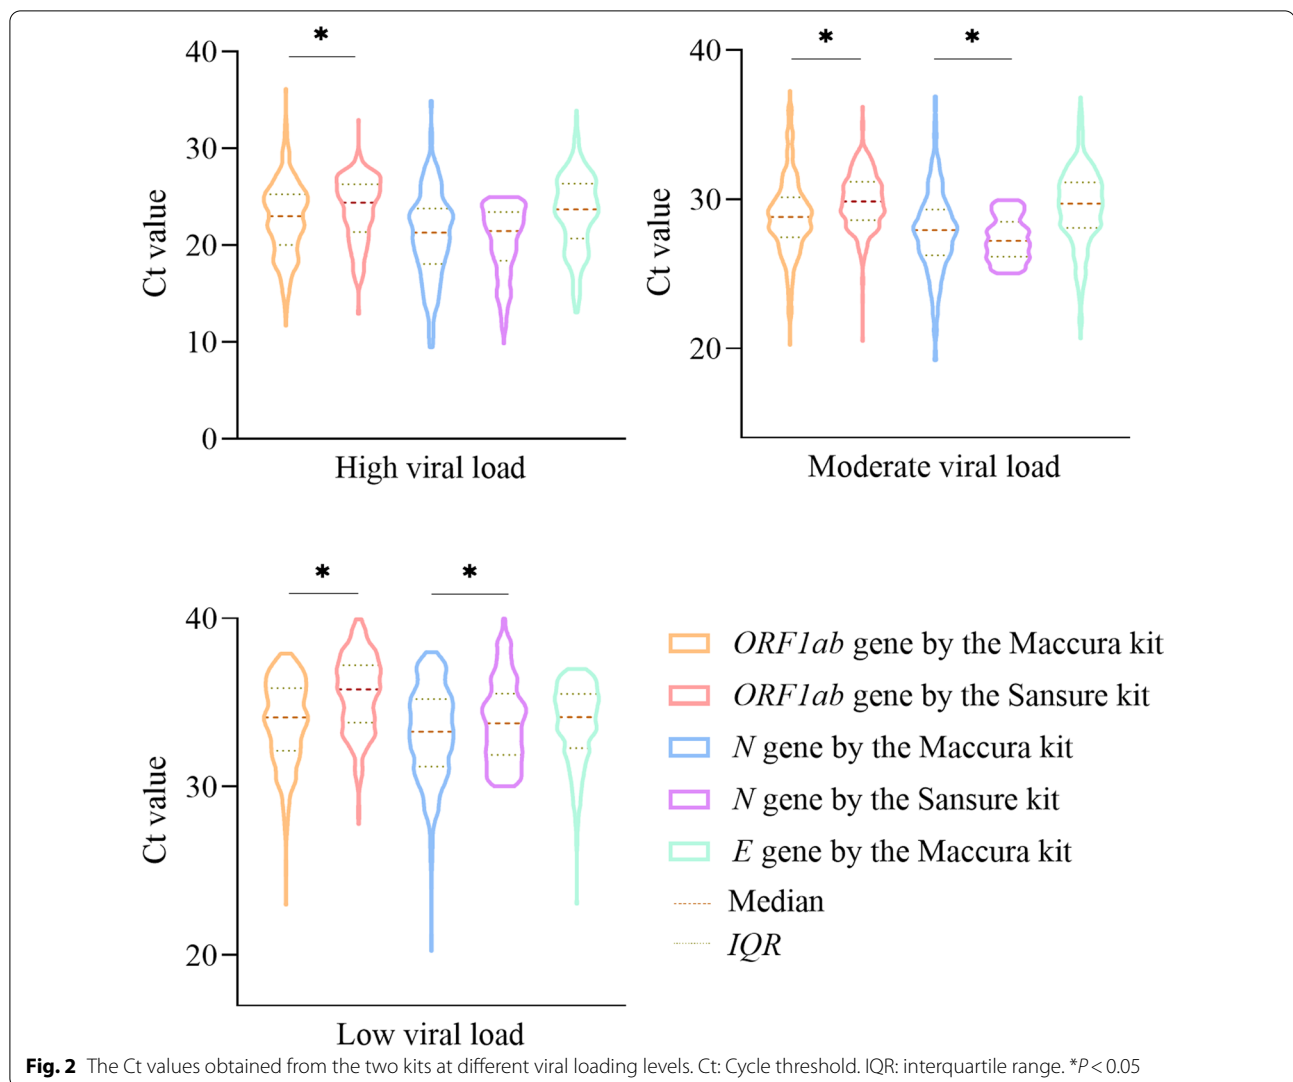 *
40
30
20
10
0
Ct value
High viral load
* *
40
30
20
Ct value
Moderate viral load
* *
40
30
20
Ct value
Low viral load
ORF1ab gene by the Maccura kit
ORF1ab gene by the Sansure kit
N gene by the Maccura kit
N gene by the Sansure kit
E gene by the Maccura kit
Median
IQR
Fig. 2 The Ct values obtained from the two kits at different viral loading levels. Ct: Cycle threshold. IQR: interquartile range. *P < 0.05